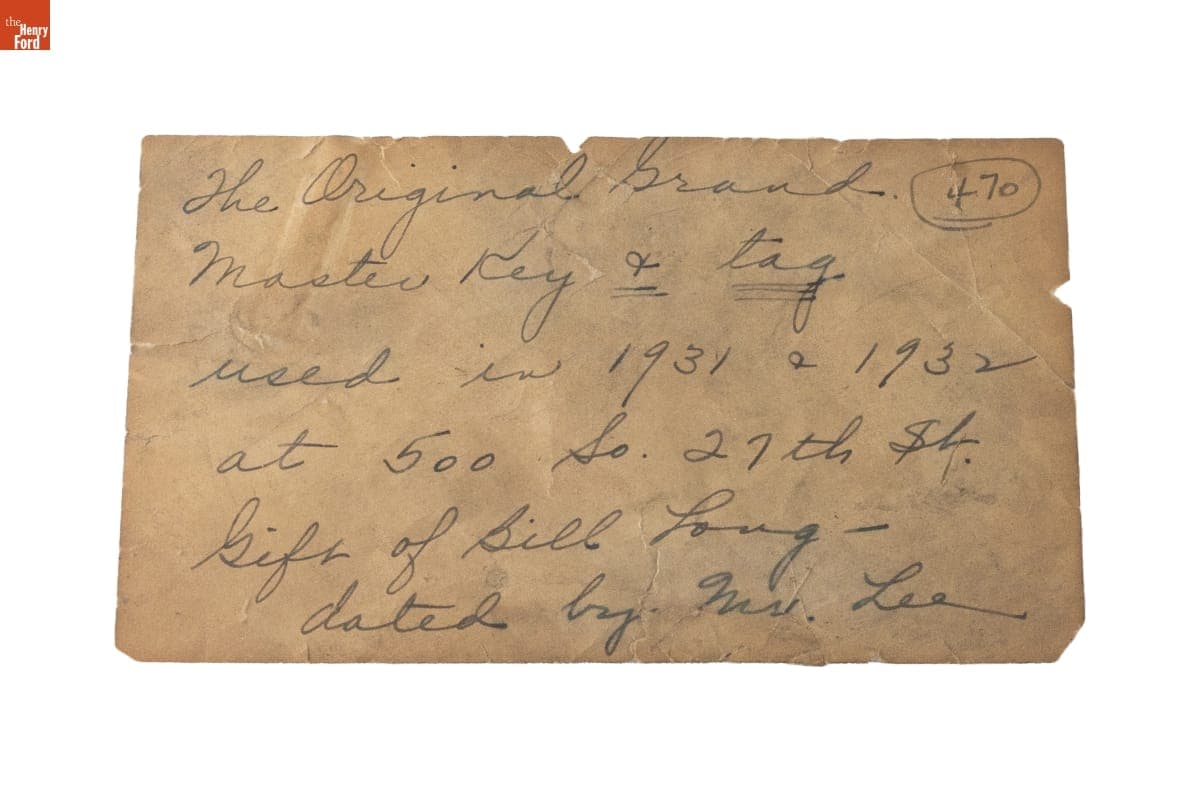 the
Henry
Ford
The Original Grand. 470
Master Key & tag
used in 1931 & 1932
at 500 So. 27th St.
Gift of Bill Long –
dated by Mr. Lee